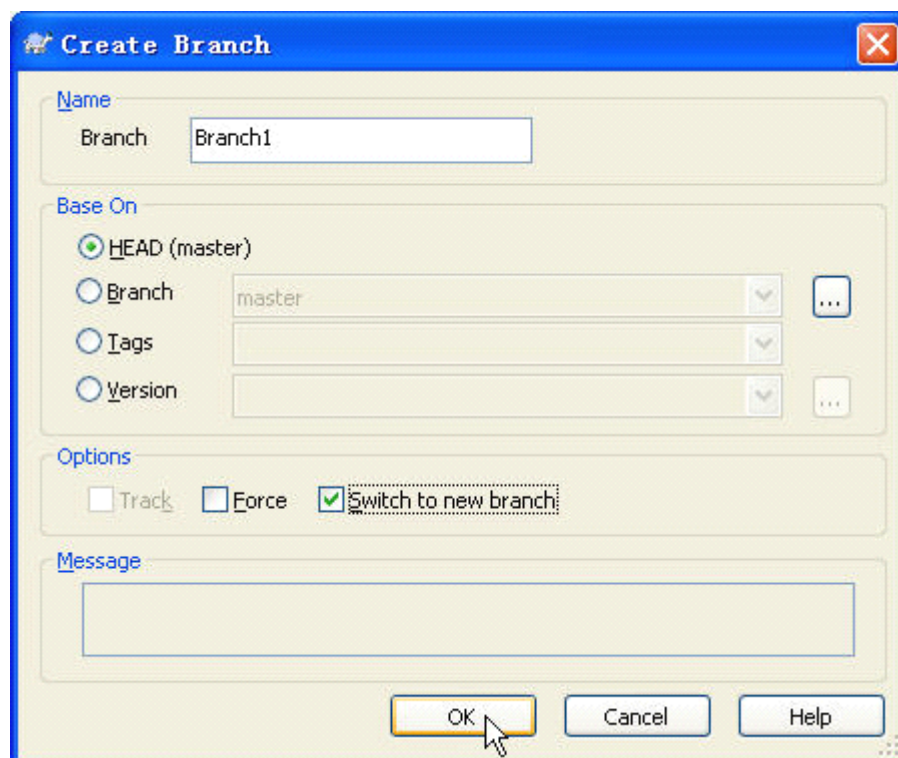 Create Branch
Name
Branch Branch1
Base On
HEAD (master)
Branch master ...
Tags
Version ...
Options
Track Force Switch to new branch
Message
OK Cancel Help